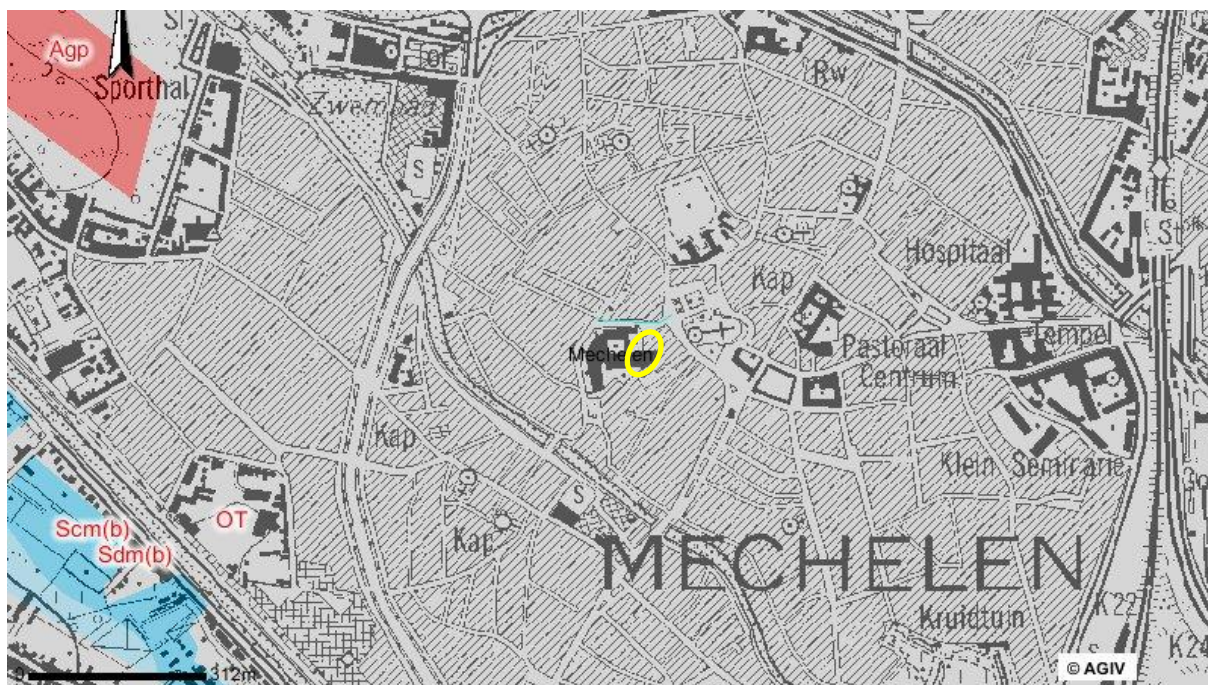 Agp
Sporthal
Zwembad
S
Rw
Hospitaal
S
Kap
Tempel
Mechelen
Pastoraal
Centrum
Kap
Klein Seminarie
Scm(b)
OT
Sdm(b)
S
Kap
MECHELEN
K22
Kruidtuin
K24
S
0 312m
© AGIV